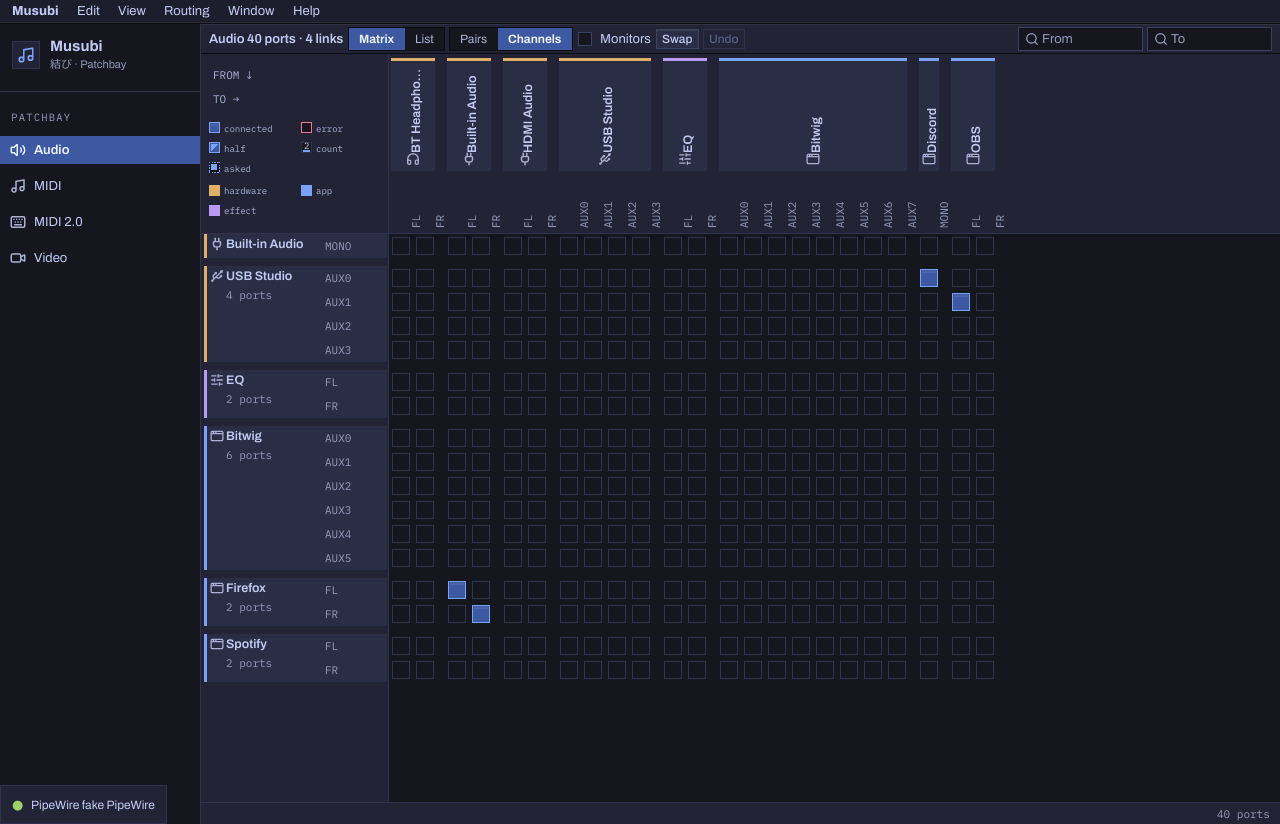 Musubi Edit View Routing Window Help
Musubi
結び · Patchbay
PATCHBAY
Audio
MIDI
MIDI 2.0
Video
PipeWire fake PipeWire
Audio 40 ports · 4 links Matrix List Pairs Channels Monitors Swap Undo From To
FROM ↓
TO →
connected error
half 2 count
asked
hardware app
effect
BT Headpho… Built-in Audio HDMI Audio USB Studio EQ Bitwig Discord OBS
FL FR FL FR FL FR AUX0 AUX1 AUX2 AUX3 FL FR AUX0 AUX1 AUX2 AUX3 AUX4 AUX5 AUX6 AUX7 MONO FL FR
Built-in Audio MONO
USB Studio AUX0
4 ports
AUX1
AUX2
AUX3
EQ FL
2 ports
FR
Bitwig AUX0
6 ports
AUX1
AUX2
AUX3
AUX4
AUX5
Firefox FL
2 ports
FR
Spotify FL
2 ports
FR
40 ports